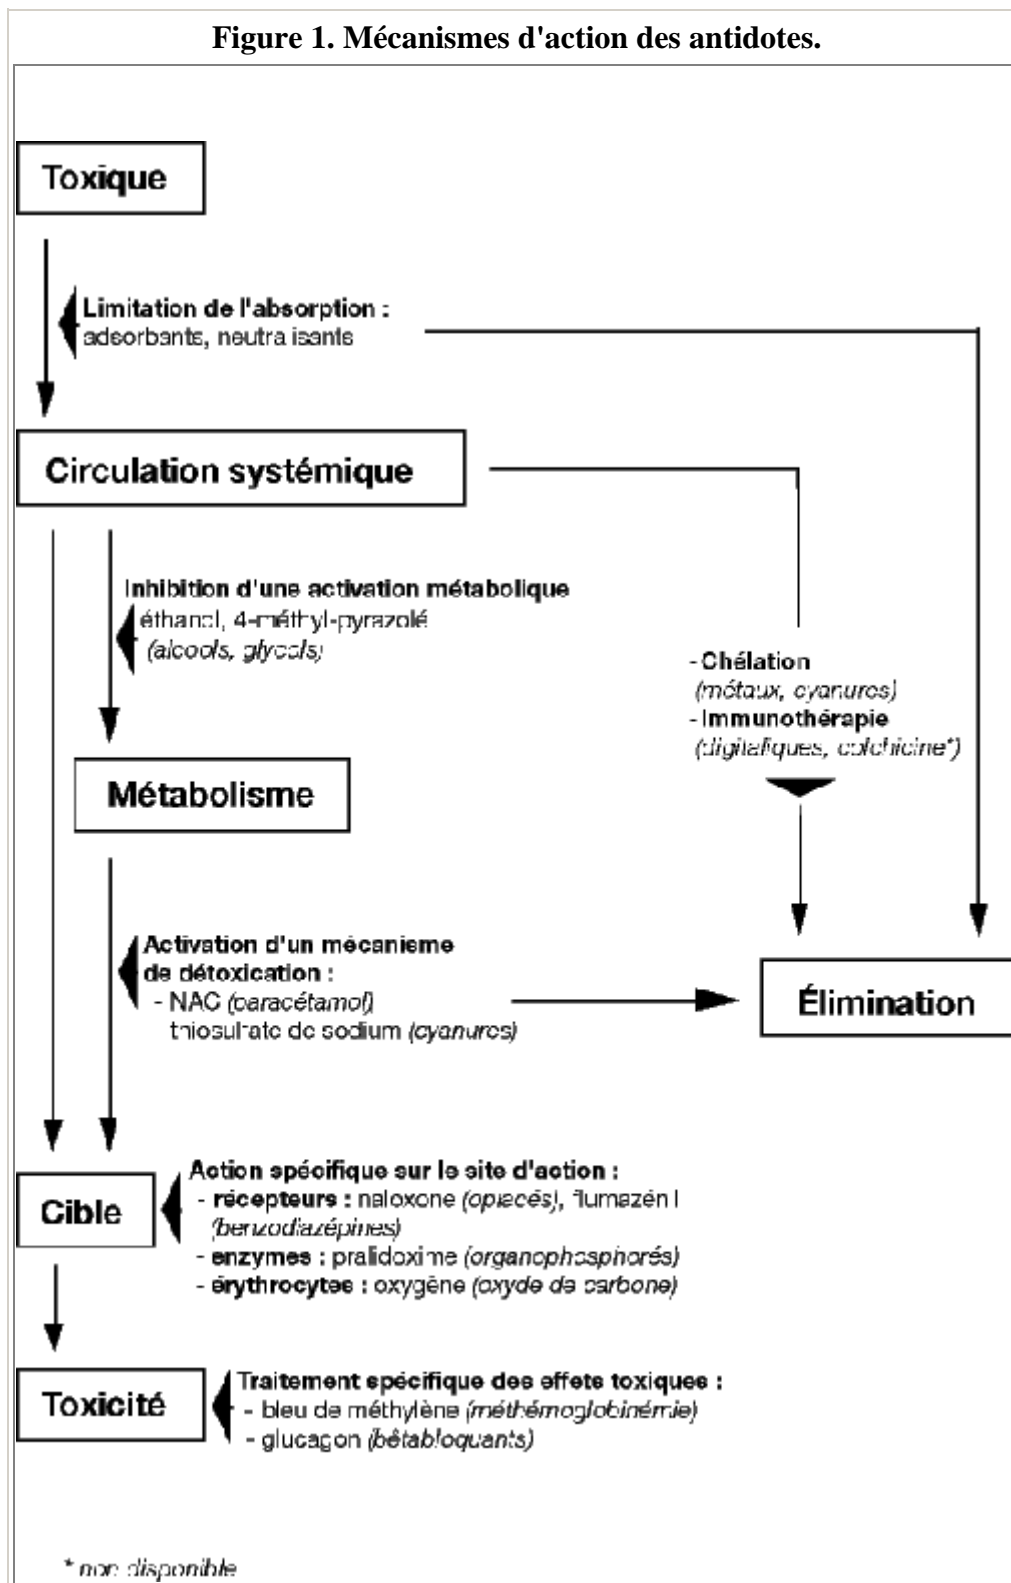 Figure 1. Mécanismes d'action des antidotes.
Toxique
Limitation de l'absorption :
adsorbants, neutralisants
Circulation systémique
Inhibition d'une activation métabolique
éthanol, 4-méthyl-pyrazolé
(alcools, glycols)
- Chélation
(métaux, cyanures)
- Immunothérapie
(digitaliques, colchicine*)
Métabolisme
Activation d'un mécanisme
de détoxication :
- NAC (paracétamol)
thiosulfate de sodium (cyanures)
Élimination
Cible
Action spécifique sur le site d'action :
- récepteurs : naloxone (opiacés), flumazénil
(benzodiazépines)
- enzymes : pralidoxime (organophosphorés)
- érythrocytes : oxygène (oxyde de carbone)
Toxicité
Traitement spécifique des effets toxiques :
- bleu de méthylène (méthémoglobinémie)
- glucagon (bêtabloquants)
* non disponible